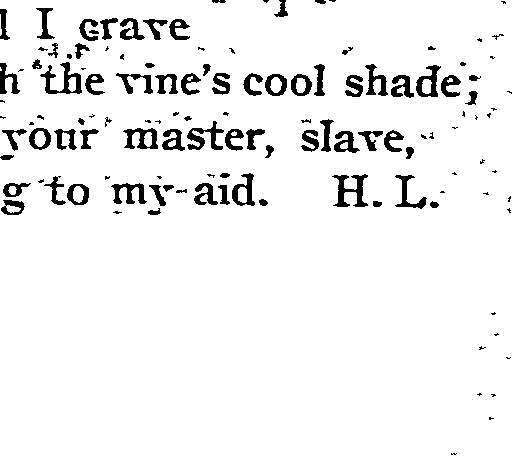 I crave
the vine's cool shade;
your master, slave,
to my aid. H. L.